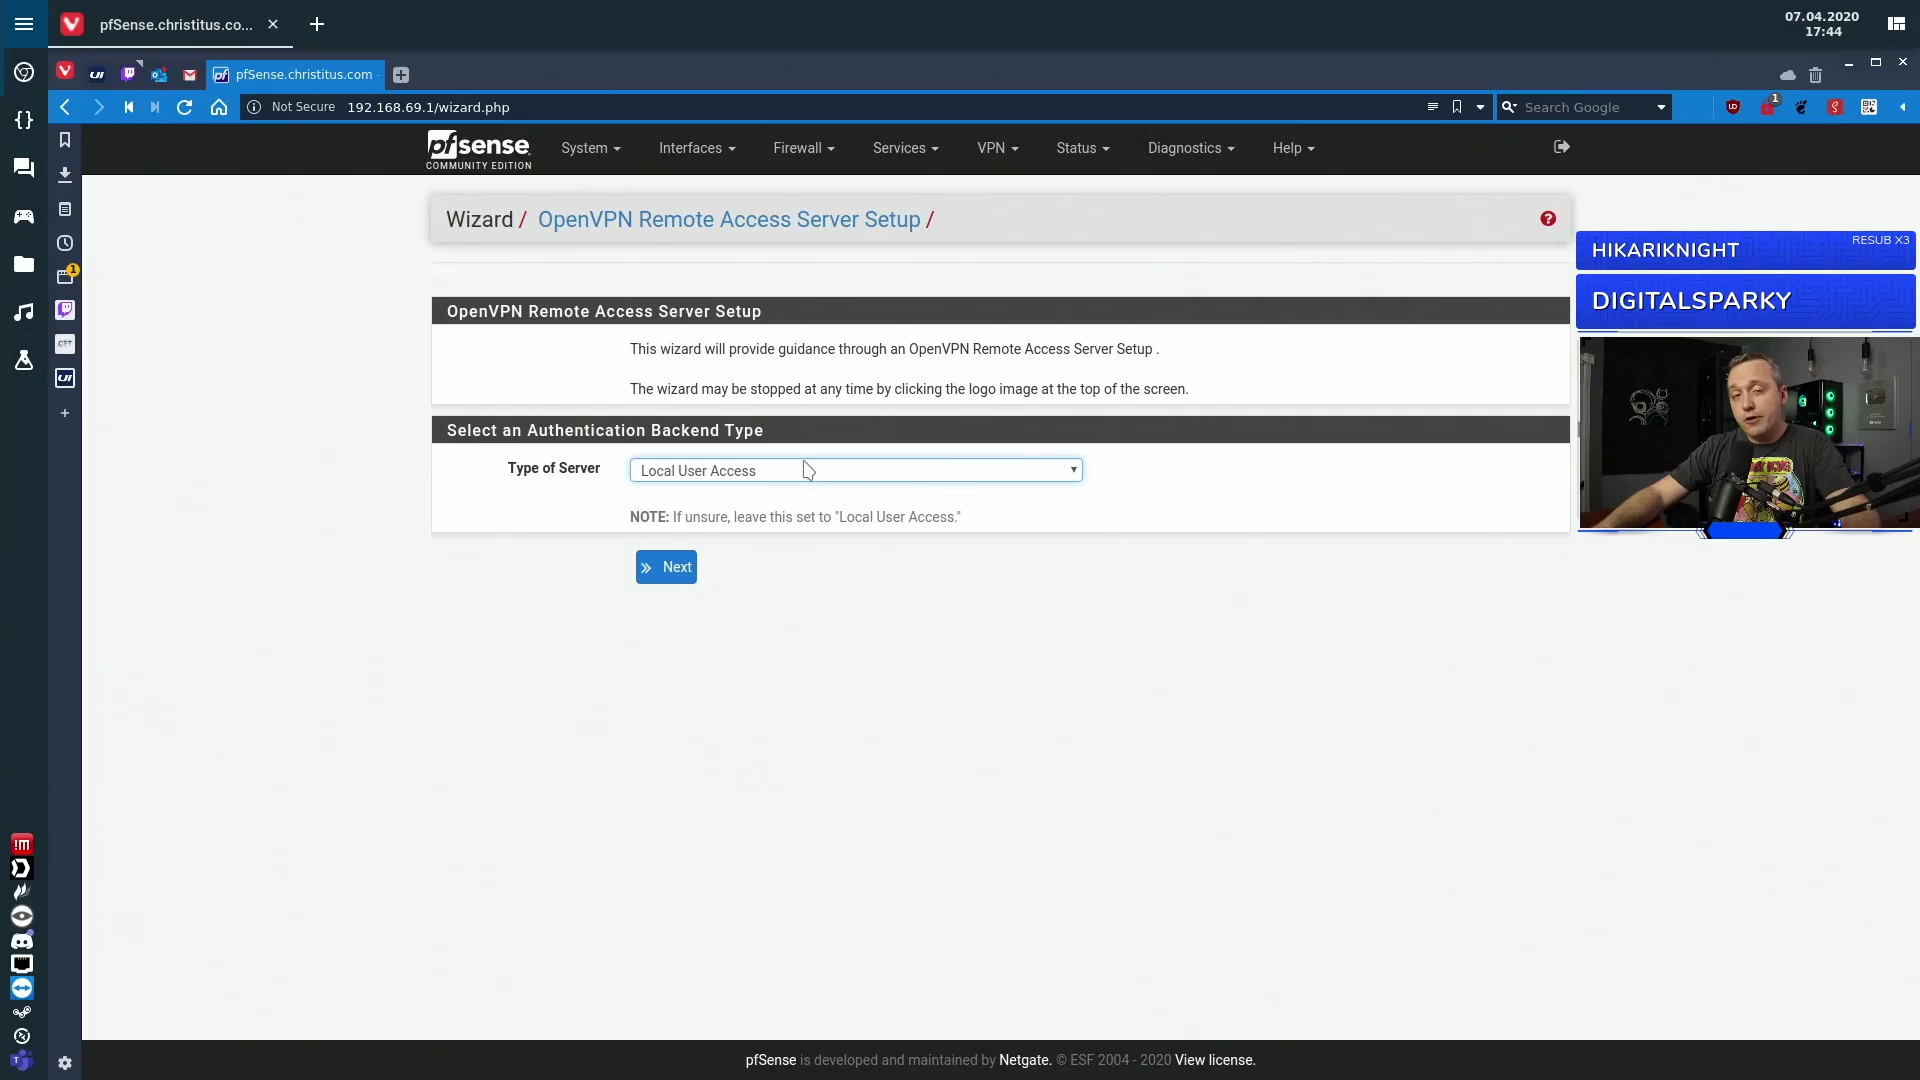 pfSense.christitus.co...
07.04.2020
17:44
pfSense.christitus.com
Not Secure 192.168.69.1/wizard.php
Search Google
1
pfsense
COMMUNITY EDITION
System
Interfaces
Firewall
Services
VPN
Status
Diagnostics
Help
Wizard / OpenVPN Remote Access Server Setup /
HIKARIKNIGHT
RESUB X3
DIGITALSPARKY
OpenVPN Remote Access Server Setup
This wizard will provide guidance through an OpenVPN Remote Access Server Setup .
The wizard may be stopped at any time by clicking the logo image at the top of the screen.
Select an Authentication Backend Type
Type of Server
Local User Access
NOTE: If unsure, leave this set to "Local User Access."
Next
1
CTT
pfSense is developed and maintained by Netgate. © ESF 2004 - 2020 View license.